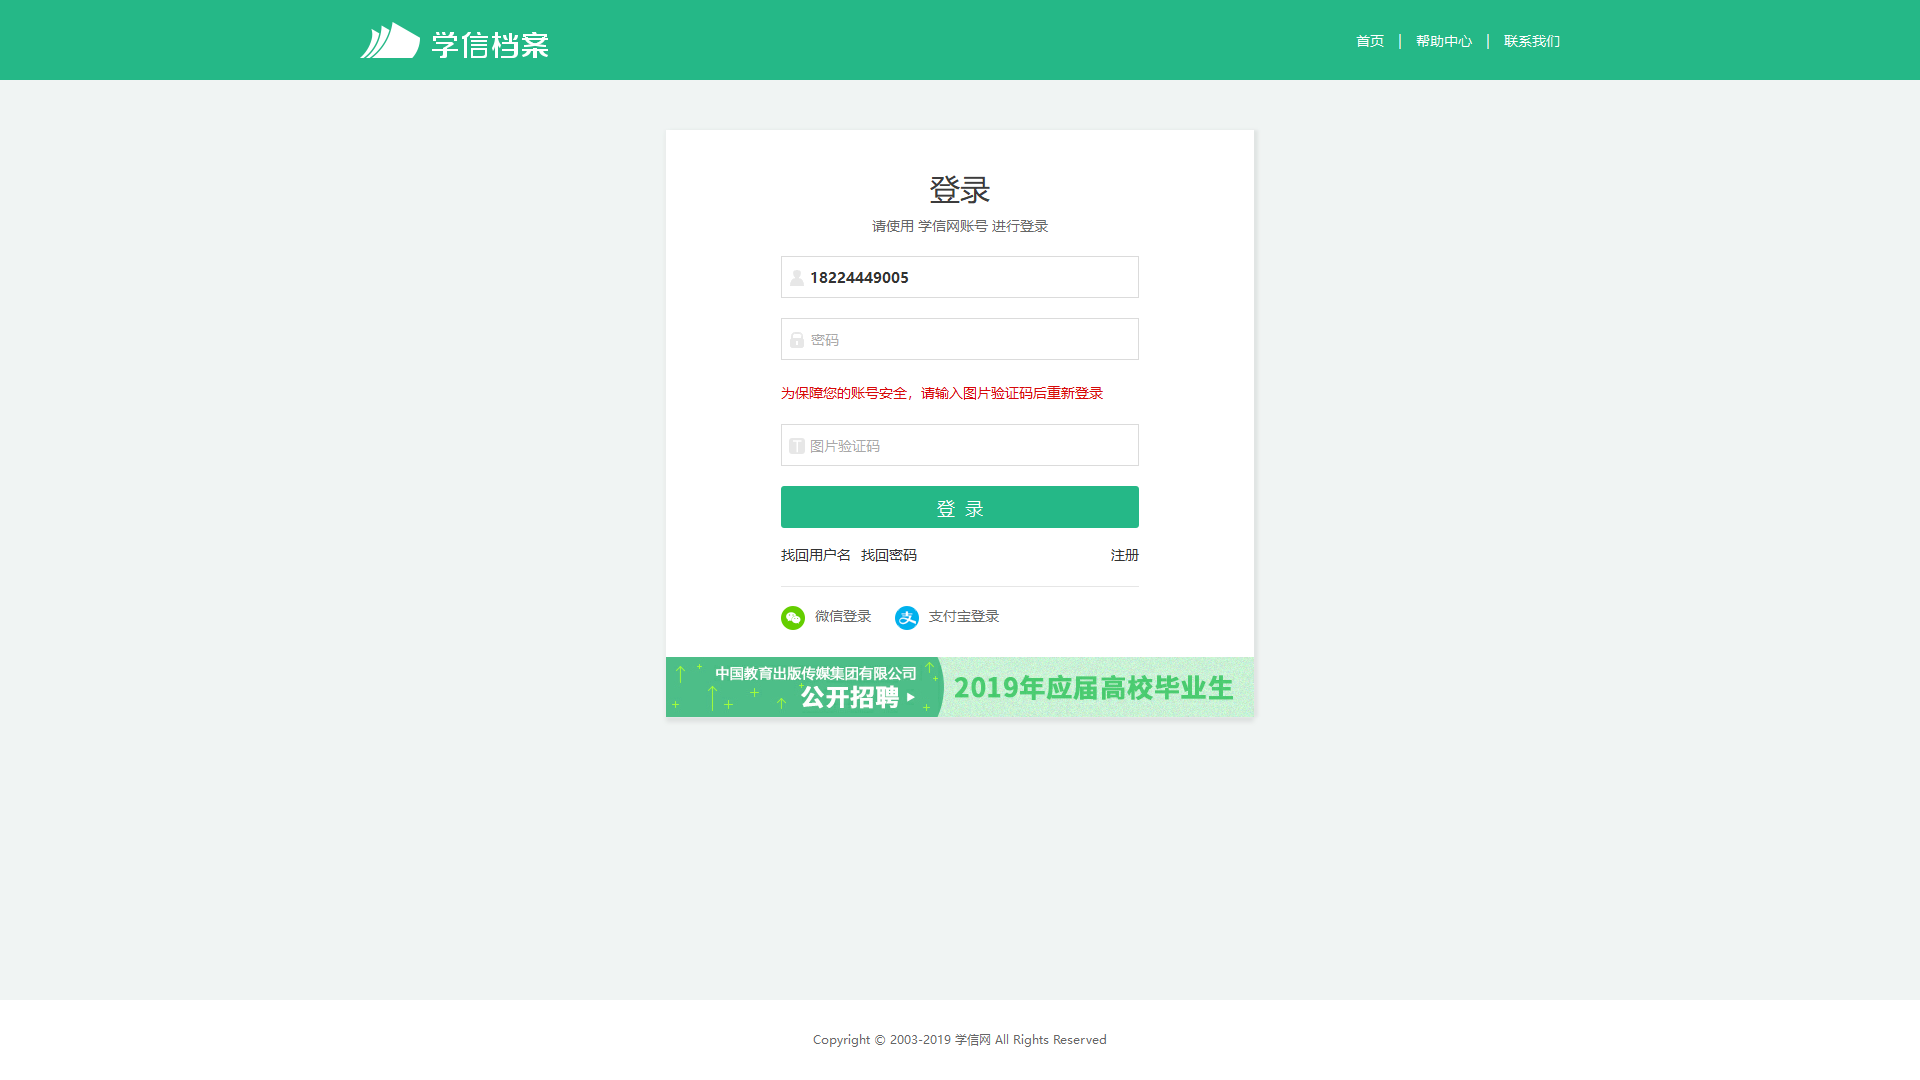 学信档案
首页 | 帮助中心 | 联系我们
登录
请使用 学信网账号 进行登录
18224449005
密码
为保障您的账号安全，请输入图片验证码后重新登录
图片验证码
登 录
找回用户名 找回密码 注册
微信登录 支付宝登录
中国教育出版传媒集团有限公司
公开招聘
2019年应届高校毕业生
Copyright © 2003-2019 学信网 All Rights Reserved